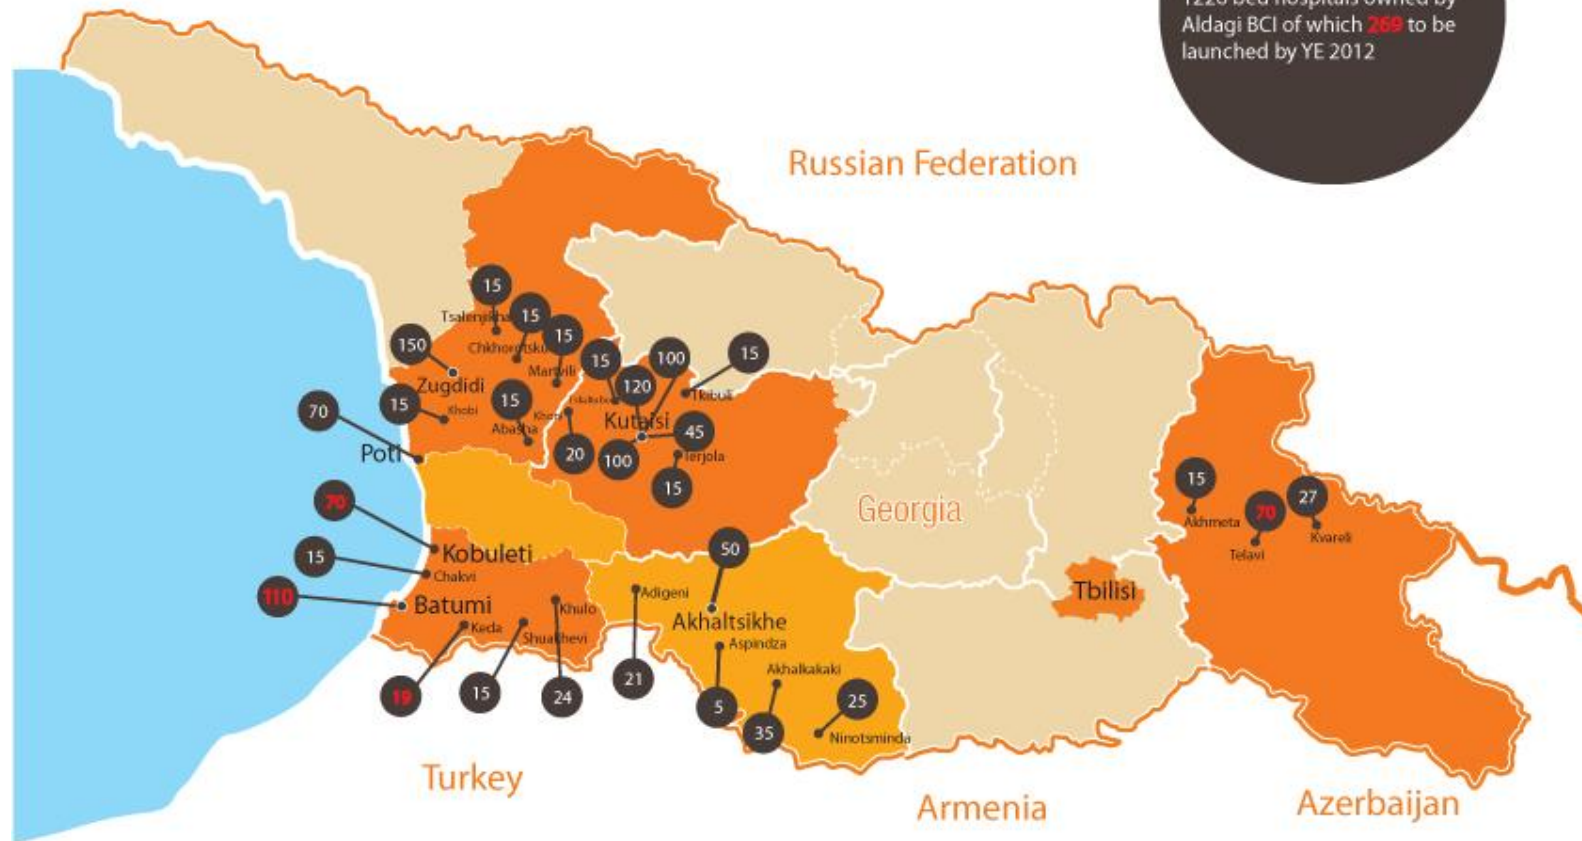 Aldagi BCI of which 269 to be
launched by YE 2012
Russian Federation
15
Tsalenjikha
15
Chkhorotsku
15
Martvili
150
Zugdidi
15
Khobi
15
Abasha
70
Poti
15
120
100
15
Tkibuli
Kutaisi
45
20
100
Terjola
15
Georgia
15
Akhmeta
70
Telavi
27
Kvareli
Tbilisi
70
Kobuleti
15
Chakvi
110
Batumi
Keda
19
Shuakhevi
15
Khulo
24
Adigeni
21
50
Akhaltsikhe
Aspindza
5
Akhalkakaki
35
25
Ninotsminda
Turkey
Armenia
Azerbaijan